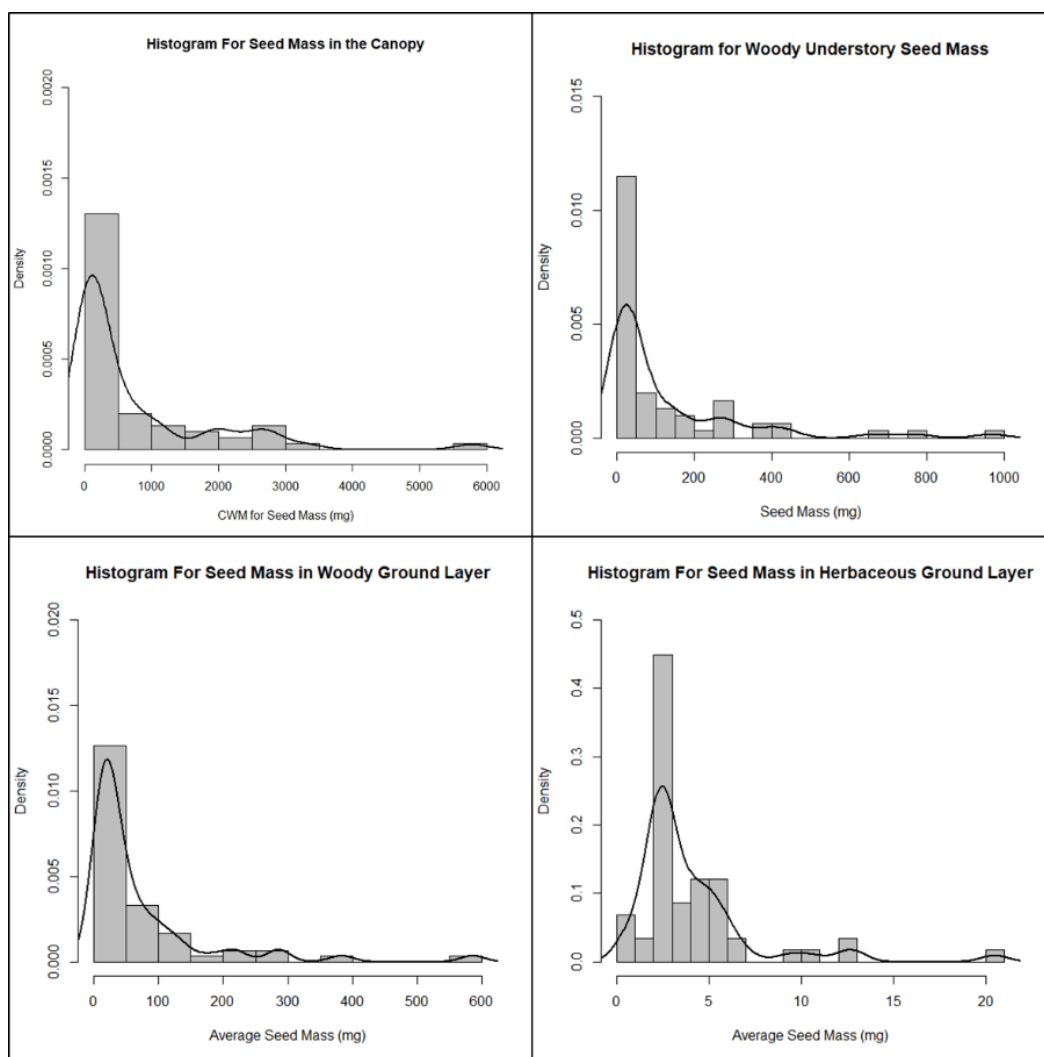 Histogram For Seed Mass in the Canopy
Density
0.0000
0.0005
0.0010
0.0015
0.0020
0 1000 2000 3000 4000 5000 6000
CWM for Seed Mass (mg)
Histogram for Woody Understory Seed Mass
Density
0.000
0.005
0.010
0.015
0 200 400 600 800 1000
Seed Mass (mg)
Histogram For Seed Mass in Woody Ground Layer
Density
0.000
0.005
0.010
0.015
0.020
0 100 200 300 400 500 600
Average Seed Mass (mg)
Histogram For Seed Mass in Herbaceous Ground Layer
Density
0.0
0.1
0.2
0.3
0.4
0.5
0 5 10 15 20
Average Seed Mass (mg)